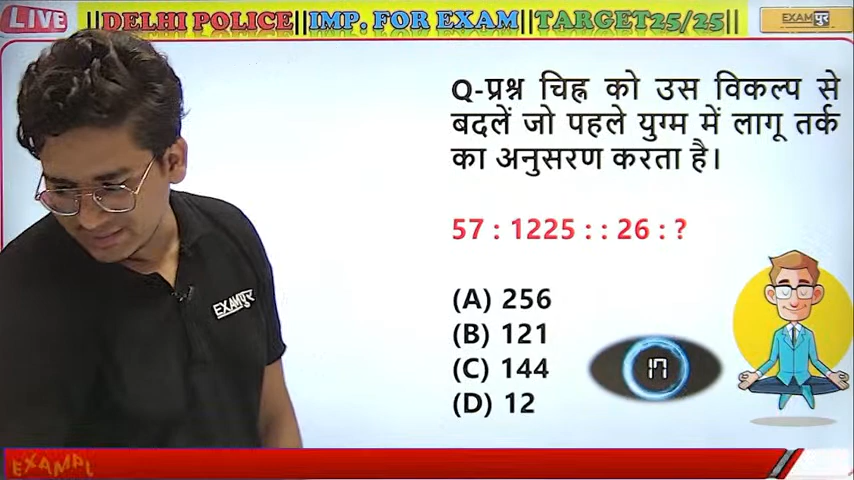 LIVE
||DELHI POLICE||IMP. FOR EXAM||TARGET25/25||
EXAMपुर
Q-प्रश्न चिह्न को उस विकल्प से
बदलें जो पहले युग्म में लागू तर्क
का अनुसरण करता है।
57 : 1225 : : 26 : ?
EXAMपुर
(A) 256
(B) 121
(C) 144
(D) 12
17
EXAMPU